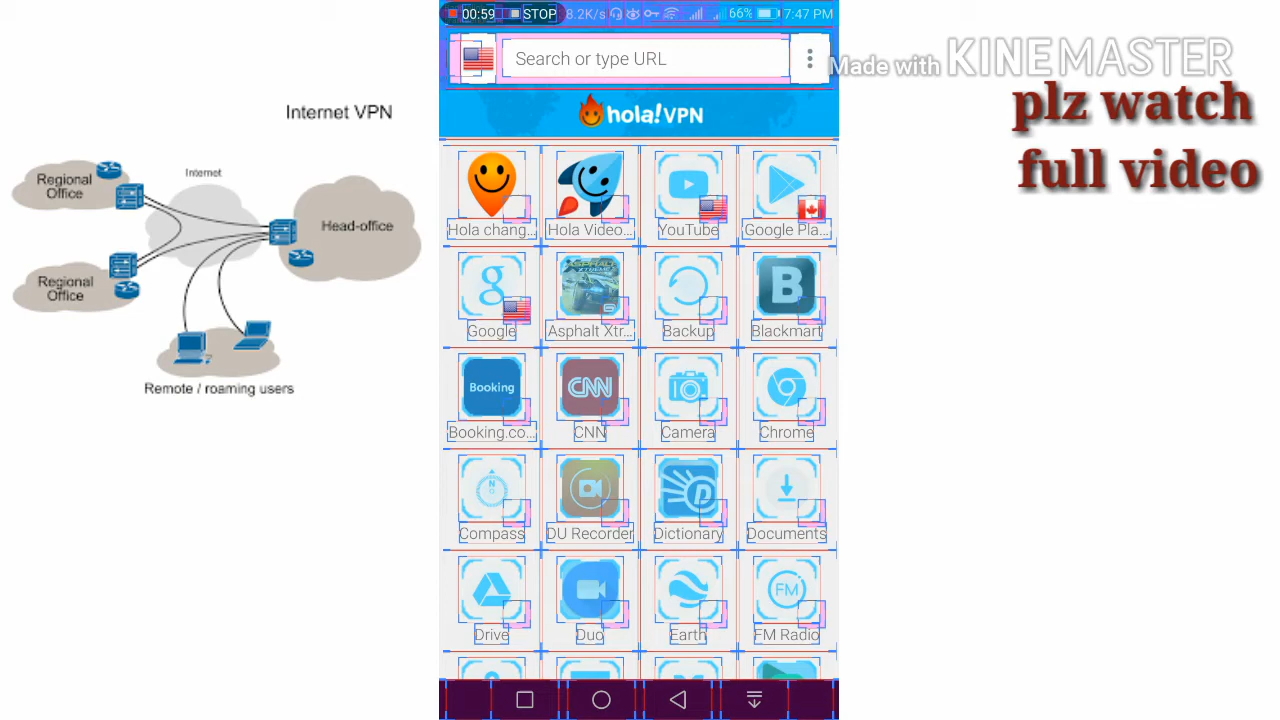 00:59 STOP 8.2K/s 66% 7:47 PM
Search or type URL
Made with KINEMASTER
hola!VPN
plz watch
full video
Internet VPN
Internet
Regional
Office
Head-office
Regional
Office
Remote / roaming users
Hola chang... Hola Video... YouTube Google Pla...
Google Asphalt Xtr... Backup Blackmart
B
Booking CNN
Booking.co... CNN Camera Chrome
N
Compass DU Recorder Dictionary Documents
FM
Drive Duo Earth FM Radio